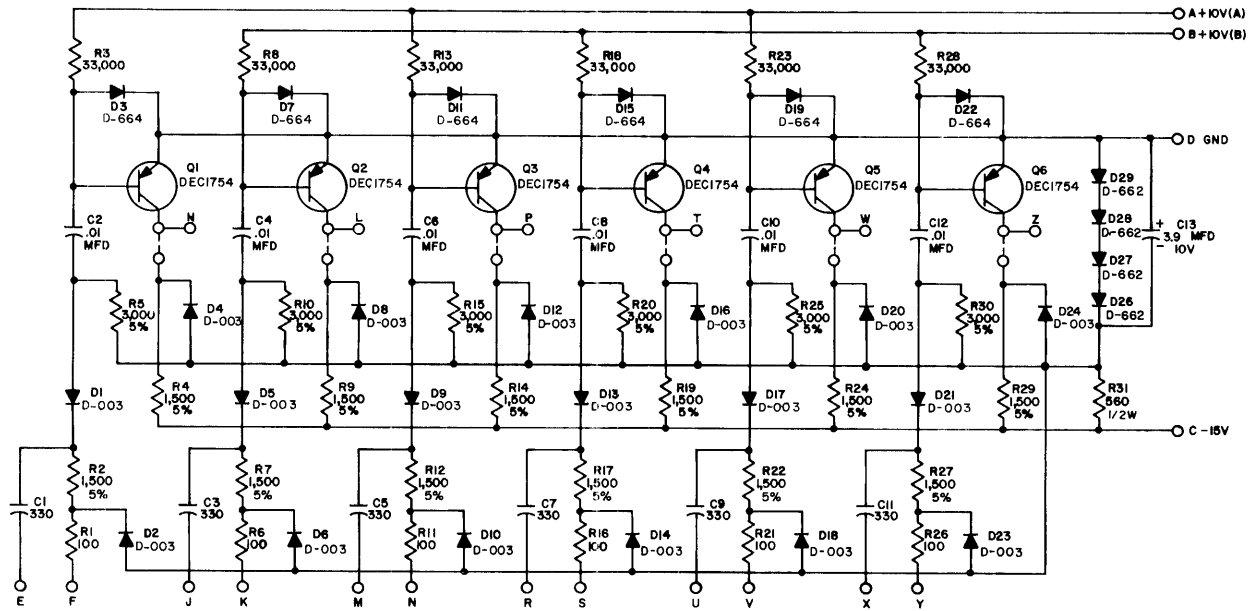 A+10V(A)
B+10V(B)
R3
33,000
R8
33,000
R13
33,000
R18
33,000
R23
33,000
R28
33,000
D3
D-664
D7
D-664
D11
D-664
D15
D-664
D19
D-664
D22
D-664
D GND
Q1
DEC1754
Q2
DEC1754
Q3
DEC1754
Q4
DEC1754
Q5
DEC1754
Q6
DEC1754
D29
D-662
D28
D-662
D27
D-662
D26
D-662
+ C13
3.9 MFD
- 10V
N
L
P
T
W
Z
C2
.01
MFD
C4
.01
MFD
C6
.01
MFD
C8
.01
MFD
C10
.01
MFD
C12
.01
MFD
R5
3,000
5%
D4
D-003
R10
3,000
5%
D8
D-003
R15
3,000
5%
D12
D-003
R20
3,000
5%
D16
D-003
R25
3,000
5%
D20
D-003
R30
3,000
5%
D24
D-003
D1
D-003
R4
1,500
5%
D5
D-003
R9
1,500
5%
D9
D-003
R14
1,500
5%
D13
D-003
R19
1,500
5%
D17
D-003
R24
1,500
5%
D21
D-003
R29
1,500
5%
R31
560
1/2W
C -15V
C1
330
R2
1,500
5%
C3
330
R7
1,500
5%
C5
330
R12
1,500
5%
C7
330
R17
1,500
5%
C9
330
R22
1,500
5%
C11
330
R27
1,500
5%
R1
100
D2
D-003
R6
100
D6
D-003
R11
100
D10
D-003
R16
100
D14
D-003
R21
100
D18
D-003
R26
100
D23
D-003
E F J K M N R S U V X Y